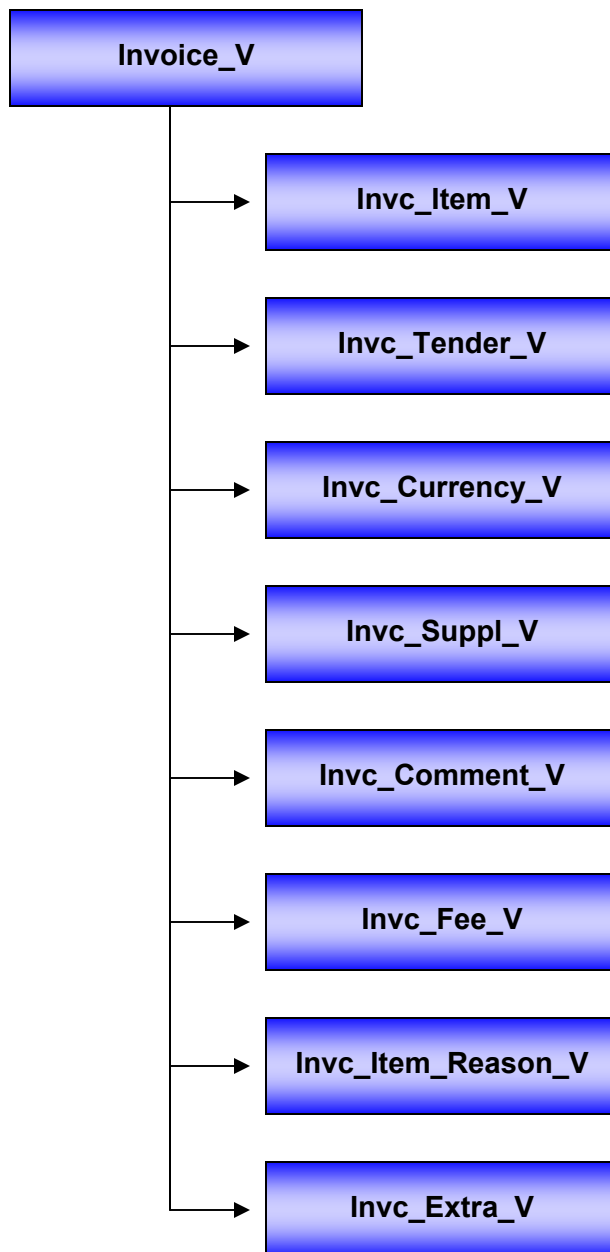 Invoice_V
Invc_Item_V
Invc_Tender_V
Invc_Currency_V
Invc_Suppl_V
Invc_Comment_V
Invc_Fee_V
Invc_Item_Reason_V
Invc_Extra_V